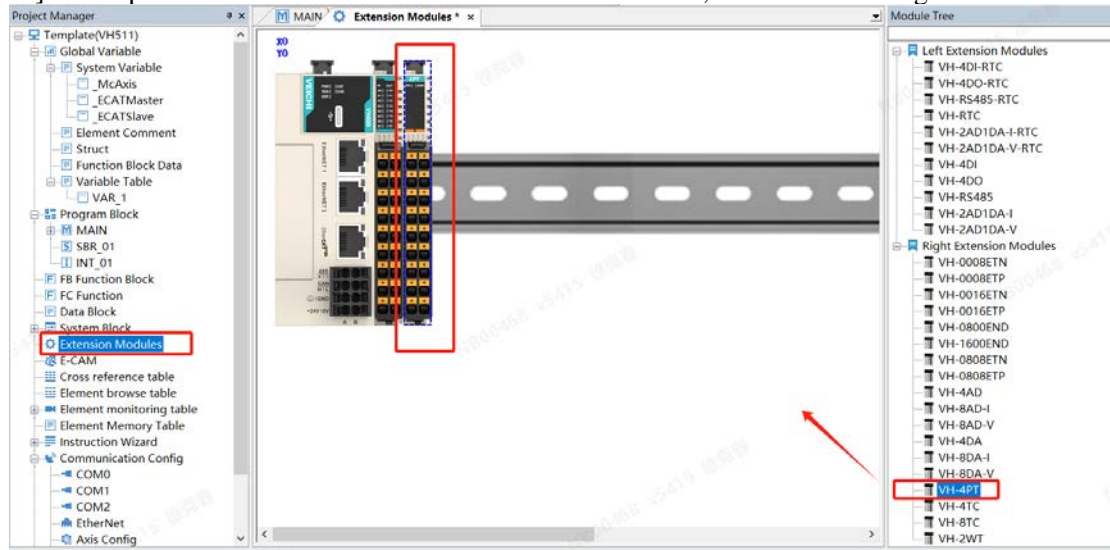 Project Manager
Template(VH511)
Global Variable
System Variable
_McAxis
_ECATMaster
_ECATSlave
Element Comment
Struct
Function Block Data
Variable Table
VAR_1
Program Block
MAIN
SBR_01
INT_01
FB Function Block
FC Function
Data Block
System Block
Extension Modules
E-CAM
Cross reference table
Element browse table
Element monitoring table
Element Memory Table
Instruction Wizard
Communication Config
COM0
COM1
COM2
EtherNet
Axis Config
MAIN
Extension Modules *
X0
Y0
VEICHI
EtherCAT
Module Tree
Left Extension Modules
VH-4DI-RTC
VH-4DO-RTC
VH-RS485-RTC
VH-RTC
VH-2AD1DA-I-RTC
VH-2AD1DA-V-RTC
VH-4DI
VH-4DO
VH-RS485
VH-2AD1DA-I
VH-2AD1DA-V
Right Extension Modules
VH-0008ETN
VH-0008ETP
VH-0016ETN
VH-0016ETP
VH-0800END
VH-1600END
VH-0808ETN
VH-0808ETP
VH-4AD
VH-8AD-I
VH-8AD-V
VH-4DA
VH-8DA-I
VH-8DA-V
VH-4PT
VH-4TC
VH-8TC
VH-2WT